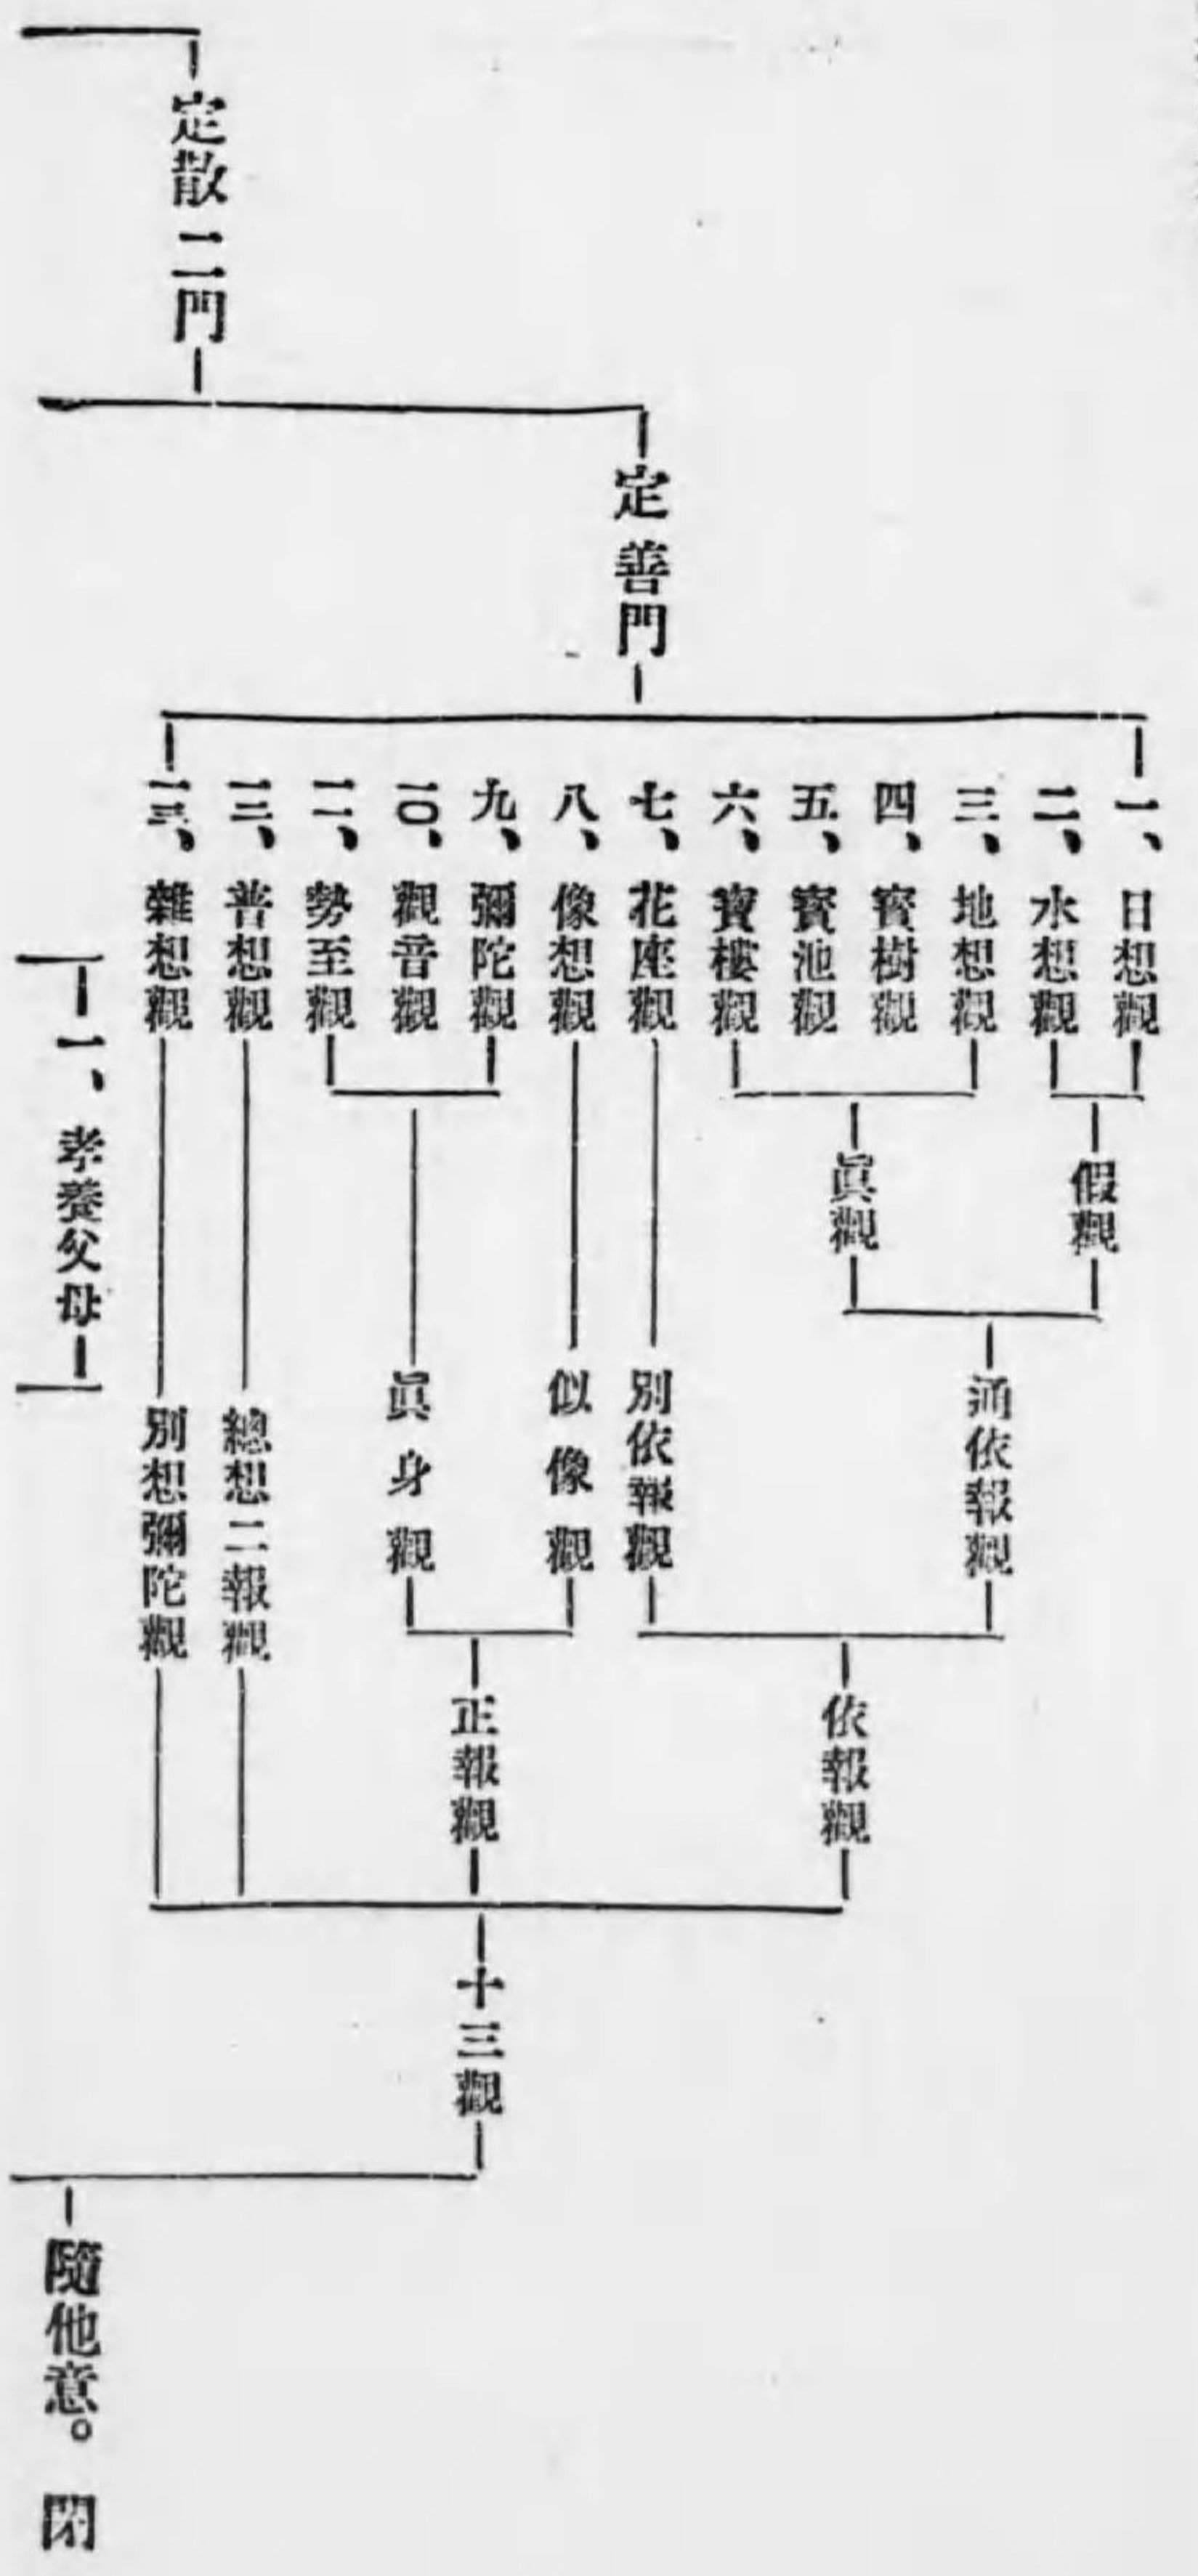 定散二門
定善門
一、日想觀
二、水想觀
三、地想觀
四、寳樹觀
五、寳池觀
六、寳樓觀
七、花座觀
八、像想觀
九、彌陀觀
一〇、觀音觀
一一、勢至觀
一二、普想觀
一三、雜想觀
假觀
眞觀
通依報觀
別依報觀
似像觀
眞身觀
總想二報觀
別想彌陀觀
依報觀
正報觀
十三觀
一、孝養父母
隨他意。閉